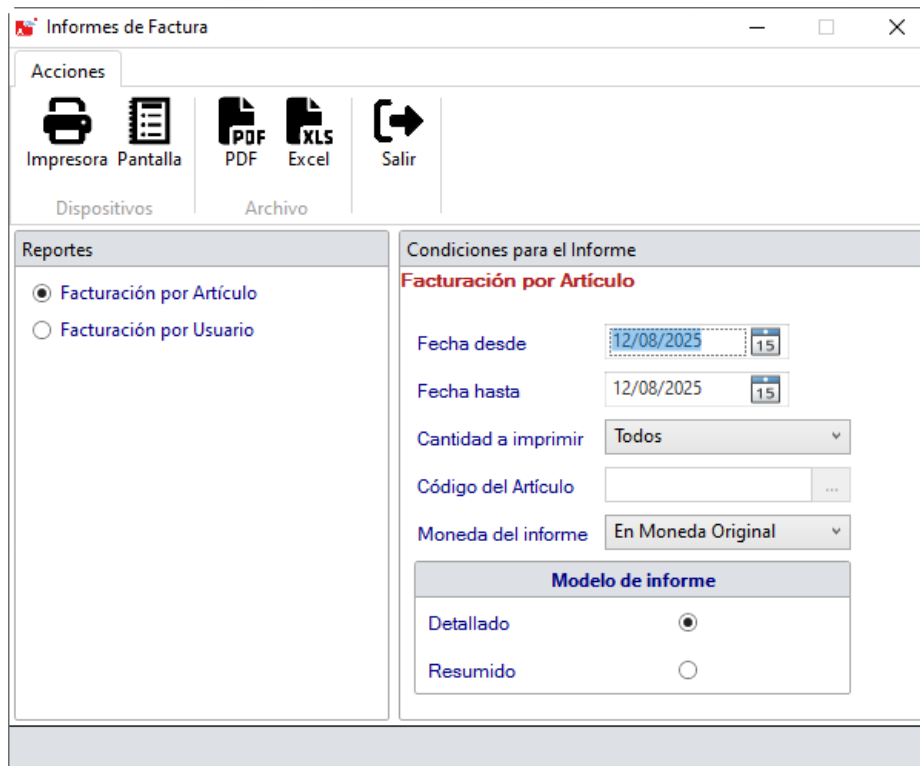 Informes de Factura
Acciones
Impresora Pantalla PDF Excel Salir
Dispositivos Archivo
Reportes
Facturación por Artículo
Facturación por Usuario
Condiciones para el Informe
Facturación por Artículo
Fecha desde 12/08/2025 15
Fecha hasta 12/08/2025 15
Cantidad a imprimir Todos
Código del Artículo ...
Moneda del informe En Moneda Original
Modelo de informe
Detallado
Resumido